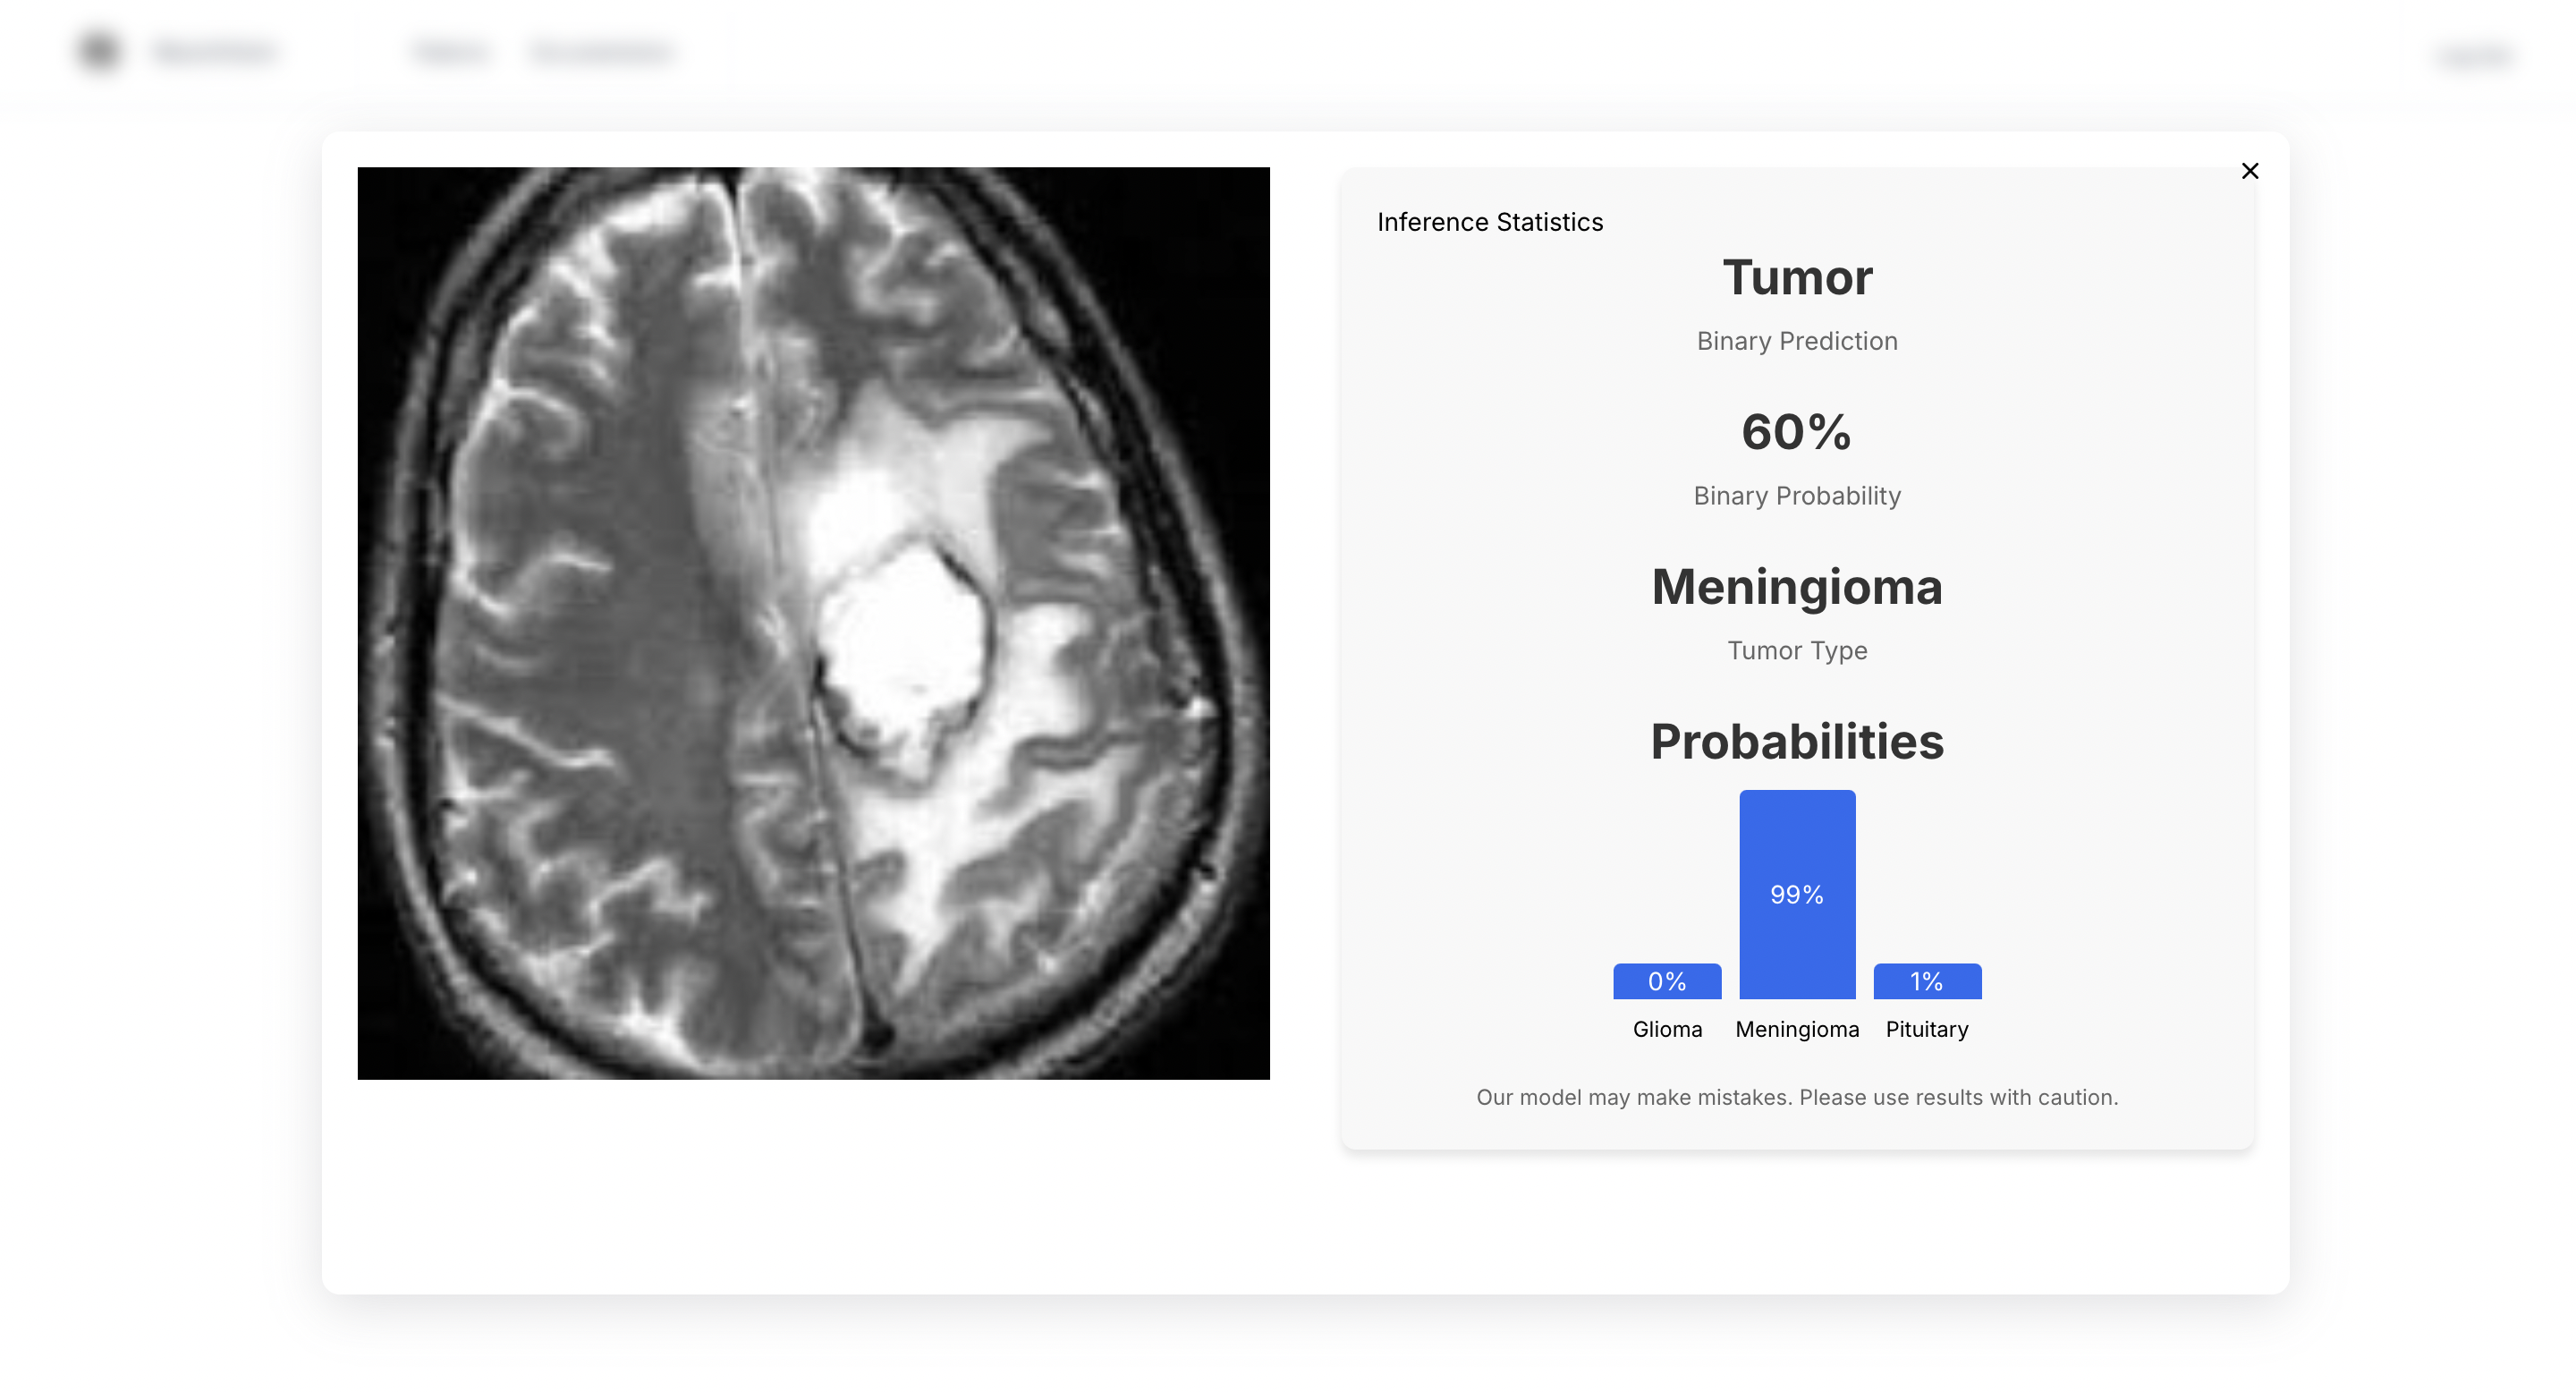 Inference Statistics
Tumor
Binary Prediction
60%
Binary Probability
Meningioma
Tumor Type
Probabilities
99%
0%
1%
Glioma
Meningioma
Pituitary
Our model may make mistakes. Please use results with caution.